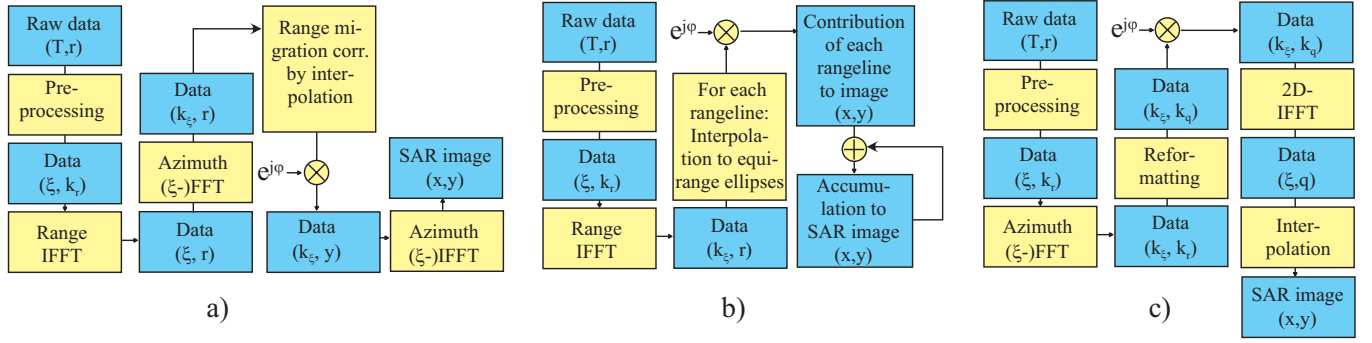 Raw data
(T,r)
Pre-
processing
Data
(ξ, kᵣ)
Range
IFFT
Data
(ξ, r)
Azimuth
(ξ-)FFT
Data
(k_ξ, r)
Range mi-
gration corr.
by inter-
polation
e^{jφ}
Data
(k_ξ, y)
Azimuth
(ξ-)IFFT
SAR image
(x,y)
a)
Raw data
(T,r)
Pre-
processing
Data
(ξ, kᵣ)
Range
IFFT
Data
(k_ξ, r)
For each
rangeline:
Interpola-
tion to equi-
range ellipses
e^{jφ}
Contribution
of each
rangeline
to image
(x,y)
Accumu-
lation to
SAR image
(x,y)
b)
Raw data
(T,r)
Pre-
processing
Data
(ξ, kᵣ)
Azimuth
(ξ-)FFT
Data
(k_ξ, kᵣ)
Refor-
matting
Data
(k_ξ, k_q)
e^{jφ}
Data
(k_ξ, k_q)
2D-
IFFT
Data
(ξ,q)
Inter-
polation
SAR image
(x,y)
c)